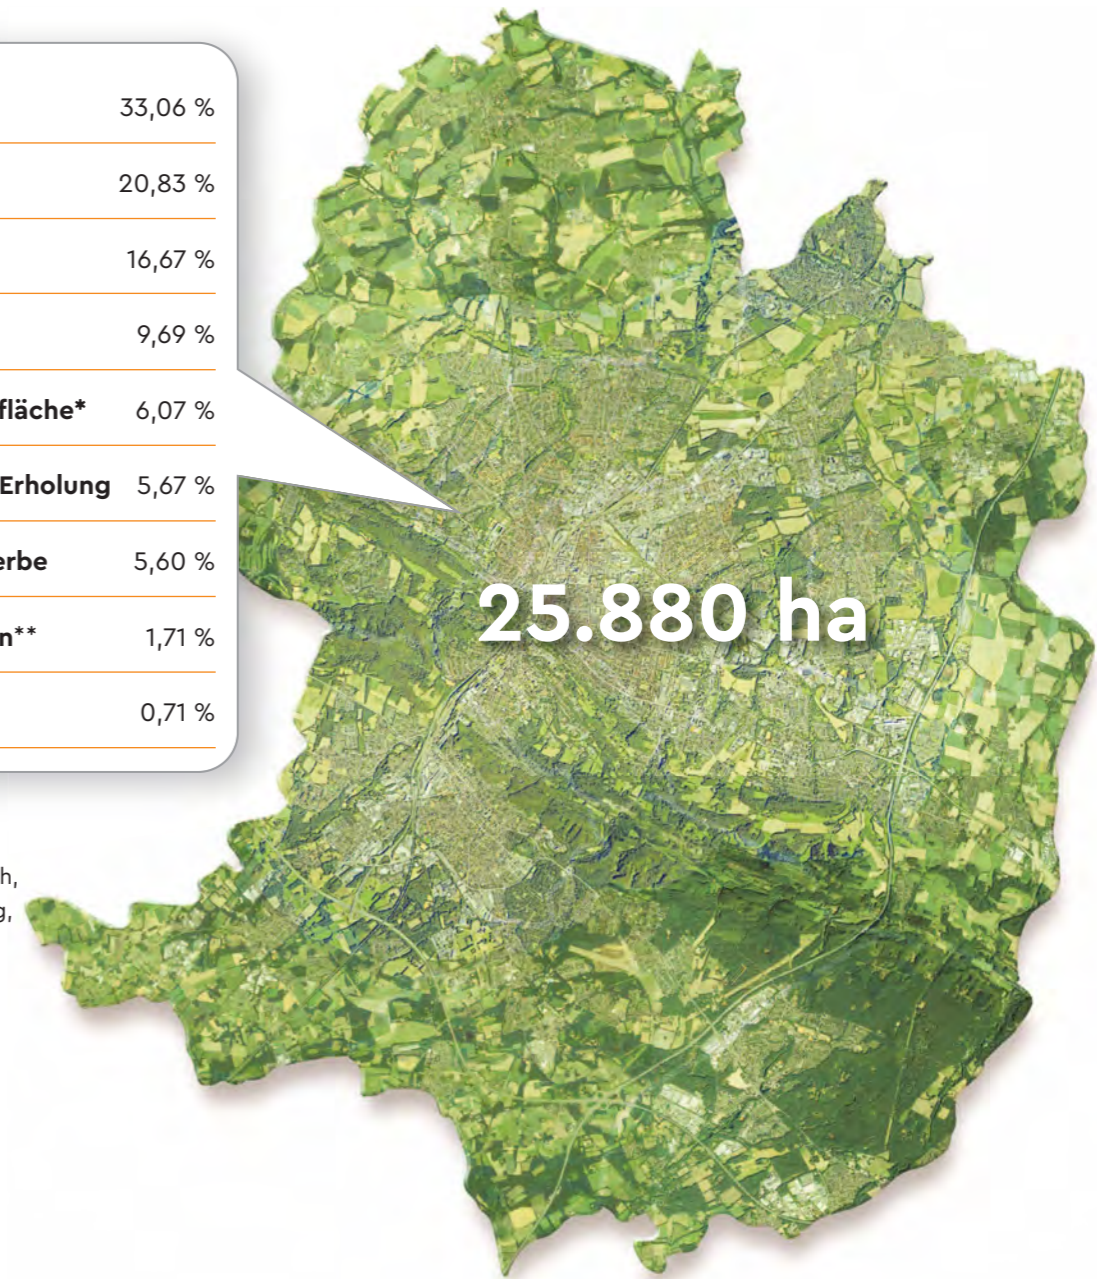 33,06 %
20,83 %
16,67 %
9,69 %
fläche* 6,07 %
Erholung 5,67 %
erbe 5,60 %
n** 1,71 %
0,71 %
h,
g,
25.880 ha